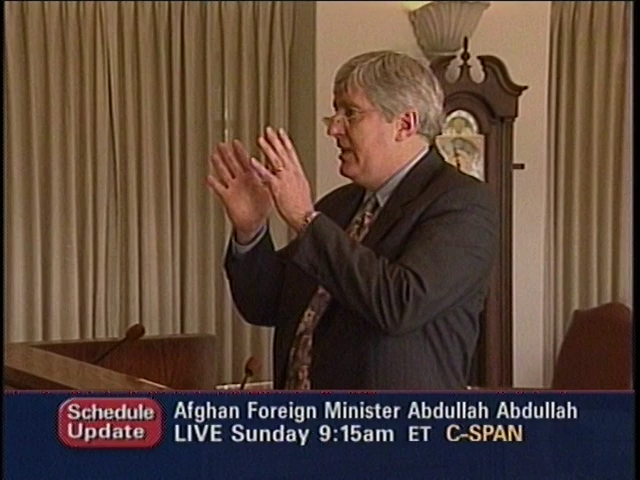 Schedule Update
Afghan Foreign Minister Abdullah Abdullah
LIVE Sunday 9:15am ET C-SPAN